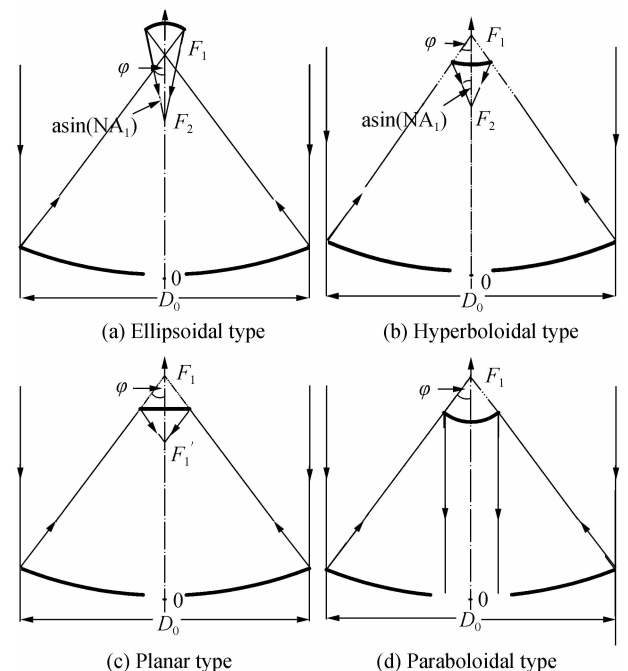 F₁
φ
asin(NA₁)
F₂
0
D₀
(a) Ellipsoidal type
F₁
φ
asin(NA₁)
F₂
0
D₀
(b) Hyperboloidal type
F₁
φ
F₁′
0
D₀
(c) Planar type
F₁
φ
0
D₀
(d) Paraboloidal type